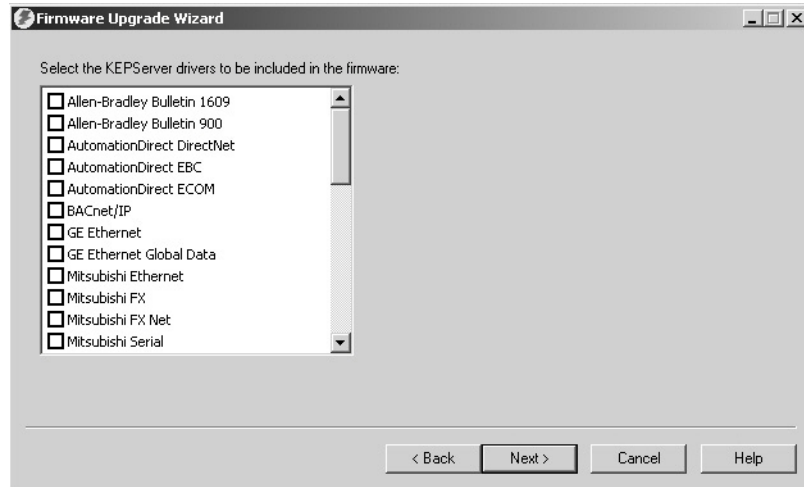 Firmware Upgrade Wizard
Select the KEPServer drivers to be included in the firmware:
Allen-Bradley Bulletin 1609
Allen-Bradley Bulletin 900
AutomationDirect DirectNet
AutomationDirect EBC
AutomationDirect ECOM
BACnet/IP
GE Ethernet
GE Ethernet Global Data
Mitsubishi Ethernet
Mitsubishi FX
Mitsubishi FX Net
Mitsubishi Serial
< Back Next > Cancel Help